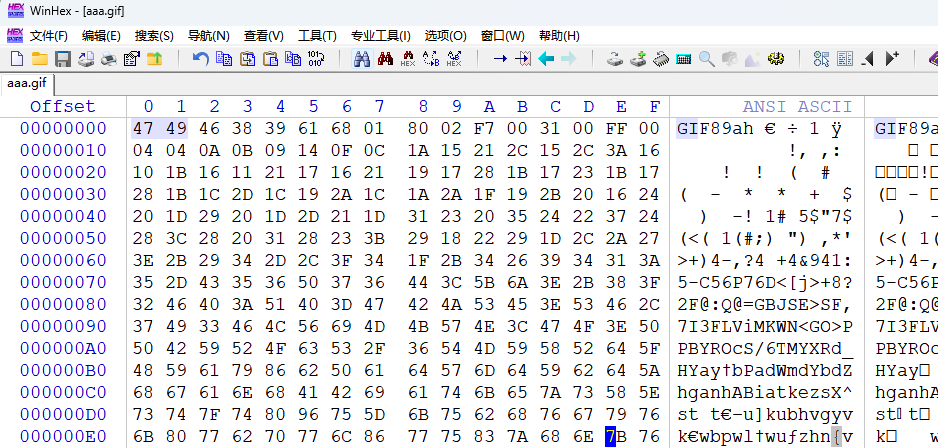 WinHex - [aaa.gif]
文件(F) 编辑(E) 搜索(S) 导航(N) 查看(V) 工具(T) 专业工具(I) 选项(O) 窗口(W) 帮助(H)
aaa.gif
Offset 0 1 2 3 4 5 6 7 8 9 A B C D E F ANSI ASCII
00000000 47 49 46 38 39 61 68 01 80 02 F7 00 31 00 FF 00 GIF89ah € ÷ 1 ÿ GIF89a
00000010 04 04 0A 0B 09 14 0F 0C 1A 15 21 2C 15 2C 3A 16 !, ,:
00000020 10 1B 16 11 21 17 16 21 19 17 28 1B 17 23 1B 17 ! ! ( #
00000030 28 1B 1C 2D 1C 19 2A 1C 1A 2A 1F 19 2B 20 16 24 ( - * * + $
00000040 20 1D 29 20 1D 2D 21 1D 31 23 20 35 24 22 37 24 ) -! 1# 5$"7$
00000050 28 3C 28 20 31 28 23 3B 29 18 22 29 1D 2C 2A 27 (<( 1(#;) ") ,*' (<( 1(
00000060 3E 2B 29 34 2D 2C 3F 34 1F 2B 34 26 39 34 31 3A >+)4-,?4 +4&941: >+)4-,
00000070 35 2D 43 35 36 50 37 36 44 3C 5B 6A 3E 2B 38 3F 5-C56P76D<[j>+8? 5-C56P
00000080 32 46 40 3A 51 40 3D 47 42 4A 53 45 3E 53 46 2C 2F@:Q@=GBJSE>SF, 2F@:Q@
00000090 37 49 33 46 4C 56 69 4D 4B 57 4E 3C 47 4F 3E 50 7I3FLViMKWN<GO>P 7I3FLV
000000A0 50 42 59 52 4F 63 53 2F 36 54 4D 59 58 52 64 5F PBYROcS/6TMYXRd_ PBYROc
000000B0 48 59 61 79 86 62 50 61 64 57 6D 64 59 62 64 5A HYay†bPadWmdYbdZ HYay
000000C0 68 67 61 6E 68 41 42 69 61 74 6B 65 7A 73 58 5E hganhABiatkezsX^ hganhA
000000D0 73 74 7F 74 80 96 75 5D 6B 75 62 68 76 67 79 76 st t€–u]kubhvgyv
000000E0 6B 80 77 62 70 77 6C 86 77 75 83 7A 68 6E 7B 76 k€wbpwl†wuƒzhn{v